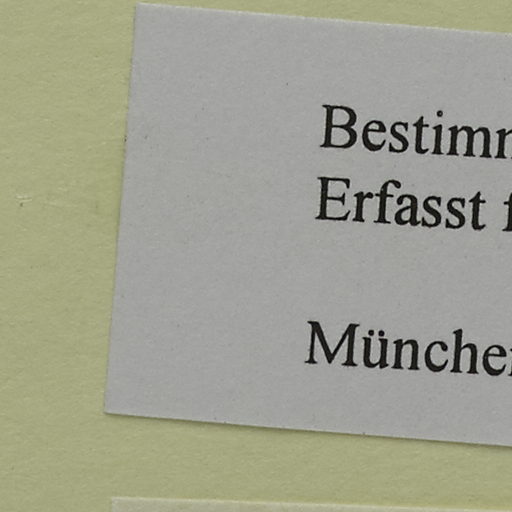 Bestimm
Erfasst f
München